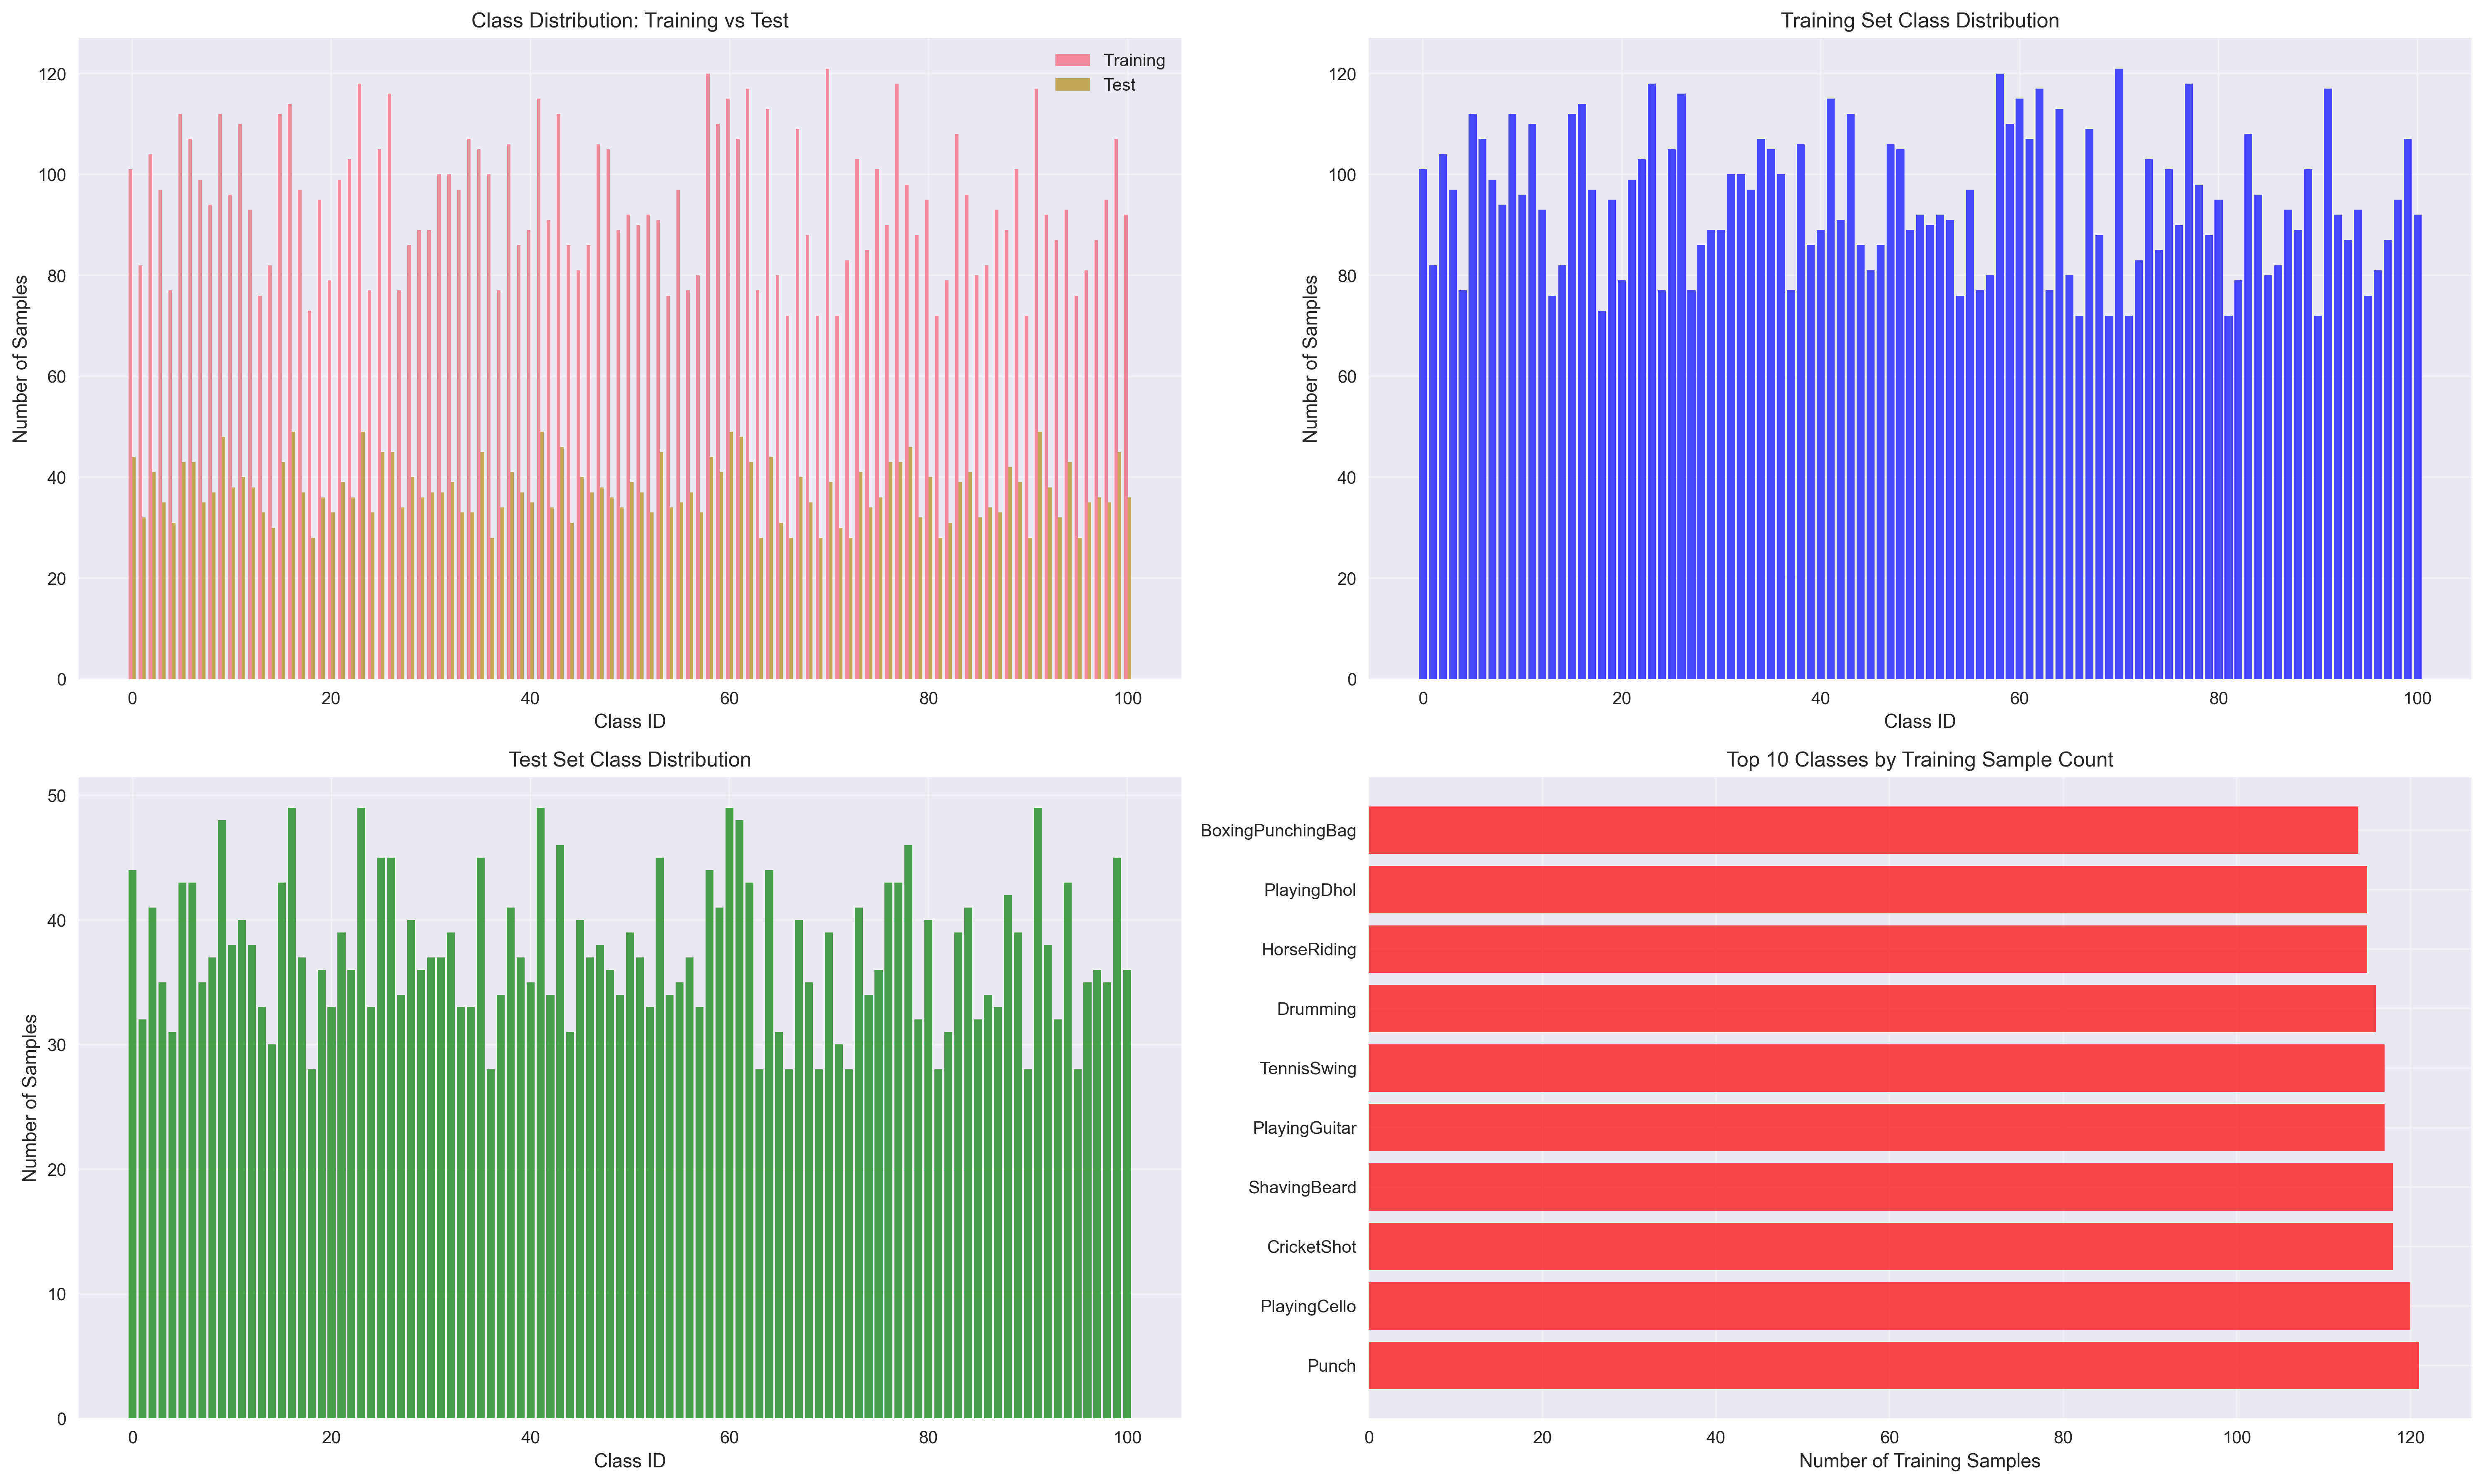 Class Distribution: Training vs Test
Training
Test
120
100
80
60
40
20
0
Number of Samples
0 20 40 60 80 100
Class ID
Training Set Class Distribution
120
100
80
60
40
20
0
Number of Samples
0 20 40 60 80 100
Class ID
Test Set Class Distribution
50
40
30
20
10
0
Number of Samples
0 20 40 60 80 100
Class ID
Top 10 Classes by Training Sample Count
BoxingPunchingBag
PlayingDhol
HorseRiding
Drumming
TennisSwing
PlayingGuitar
ShavingBeard
CricketShot
PlayingCello
Punch
0 20 40 60 80 100 120
Number of Training Samples